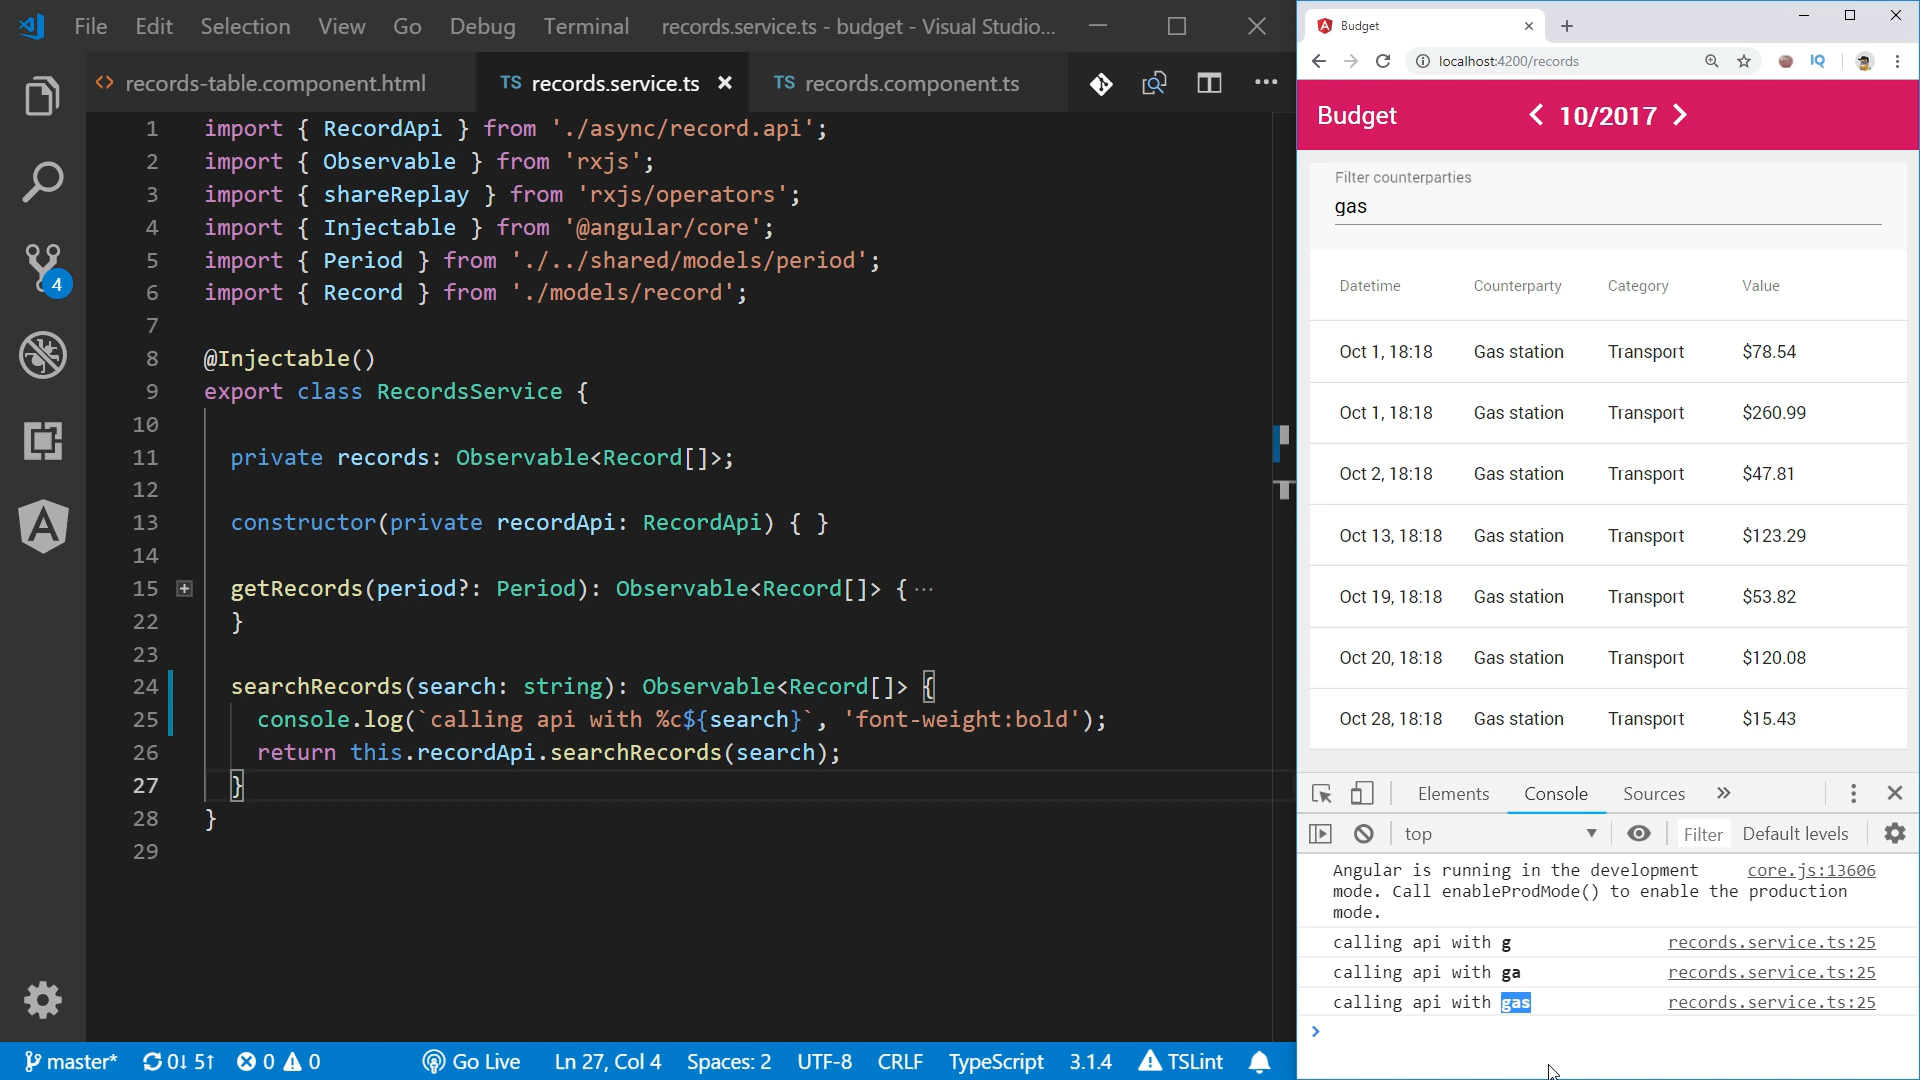 File Edit Selection View Go Debug Terminal records.service.ts - budget - Visual Studio...
records-table.component.html TS records.service.ts TS records.component.ts
1 import { RecordApi } from './async/record.api';
2 import { Observable } from 'rxjs';
3 import { shareReplay } from 'rxjs/operators';
4 import { Injectable } from '@angular/core';
5 import { Period } from './../shared/models/period';
6 import { Record } from './models/record';
7
8 @Injectable()
9 export class RecordsService {
10
11 private records: Observable<Record[]>;
12
13 constructor(private recordApi: RecordApi) { }
14
15 getRecords(period?: Period): Observable<Record[]> {...
22 }
23
24 searchRecords(search: string): Observable<Record[]> {
25 console.log(`calling api with %c${search}`, 'font-weight:bold');
26 return this.recordApi.searchRecords(search);
27 }
28 }
29
4
master* 0↓ 5↑ 0 0 Go Live Ln 27, Col 4 Spaces: 2 UTF-8 CRLF TypeScript 3.1.4 TSLint
Budget
localhost:4200/records IQ
Budget 10/2017
Filter counterparties
gas
Datetime Counterparty Category Value
Oct 1, 18:18 Gas station Transport $78.54
Oct 1, 18:18 Gas station Transport $260.99
Oct 2, 18:18 Gas station Transport $47.81
Oct 13, 18:18 Gas station Transport $123.29
Oct 19, 18:18 Gas station Transport $53.82
Oct 20, 18:18 Gas station Transport $120.08
Oct 28, 18:18 Gas station Transport $15.43
Elements Console Sources »
top Filter Default levels
Angular is running in the development core.js:13606
mode. Call enableProdMode() to enable the production
mode.
calling api with g records.service.ts:25
calling api with ga records.service.ts:25
calling api with gas records.service.ts:25